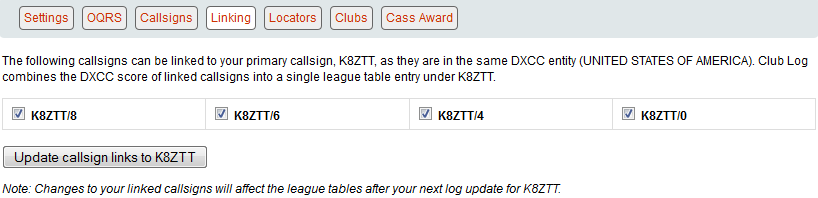 Settings OQRS Callsigns Linking Locators Clubs Cass Award
The following callsigns can be linked to your primary callsign, K8ZTT, as they are in the same DXCC entity (UNITED STATES OF AMERICA). Club Log
combines the DXCC score of linked callsigns into a single league table entry under K8ZTT.
K8ZTT/8 K8ZTT/6 K8ZTT/4 K8ZTT/0
Update callsign links to K8ZTT
Note: Changes to your linked callsigns will affect the league tables after your next log update for K8ZTT.